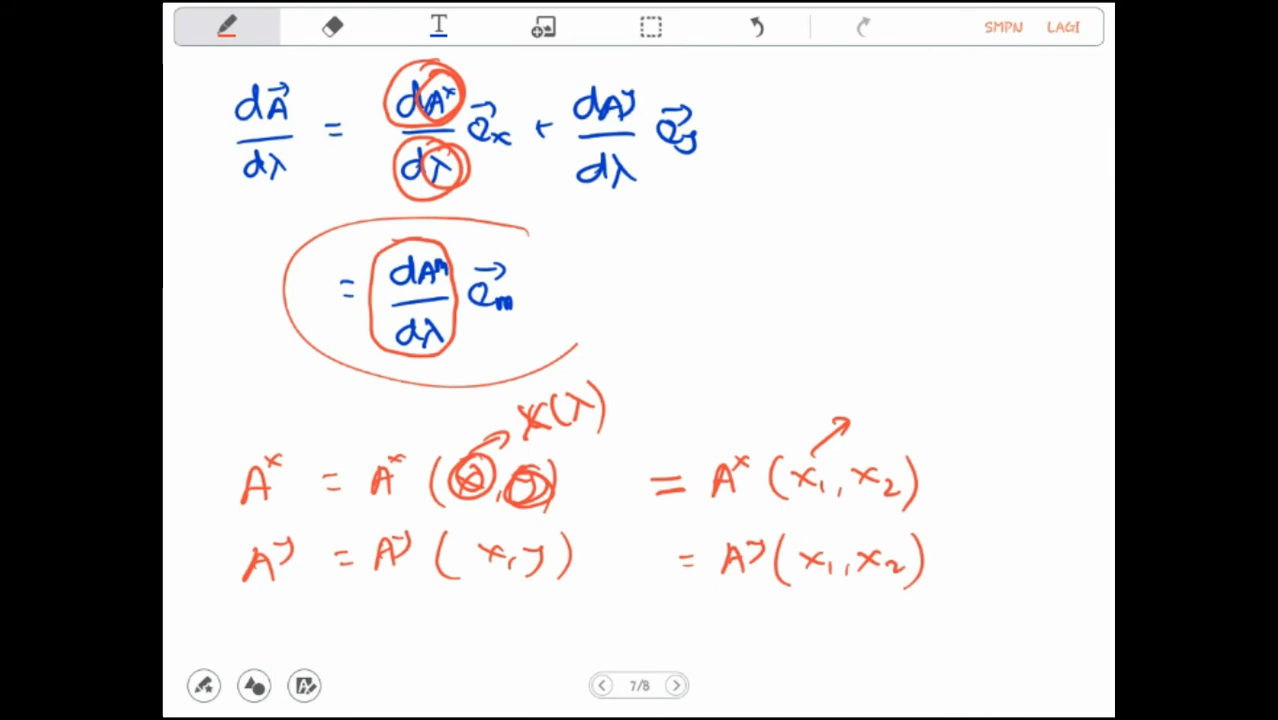 T SMPN LAGI
dA⃗/dλ = dAˣ/dλ e⃗ₓ + dAʸ/dλ e⃗ᵧ
= dAᵐ/dλ e⃗ₘ
x(λ)
Aˣ = Aˣ (x, y) = Aˣ (x₁, x₂)
Aʸ = Aʸ (x, y) = Aʸ (x₁, x₂)
7/8